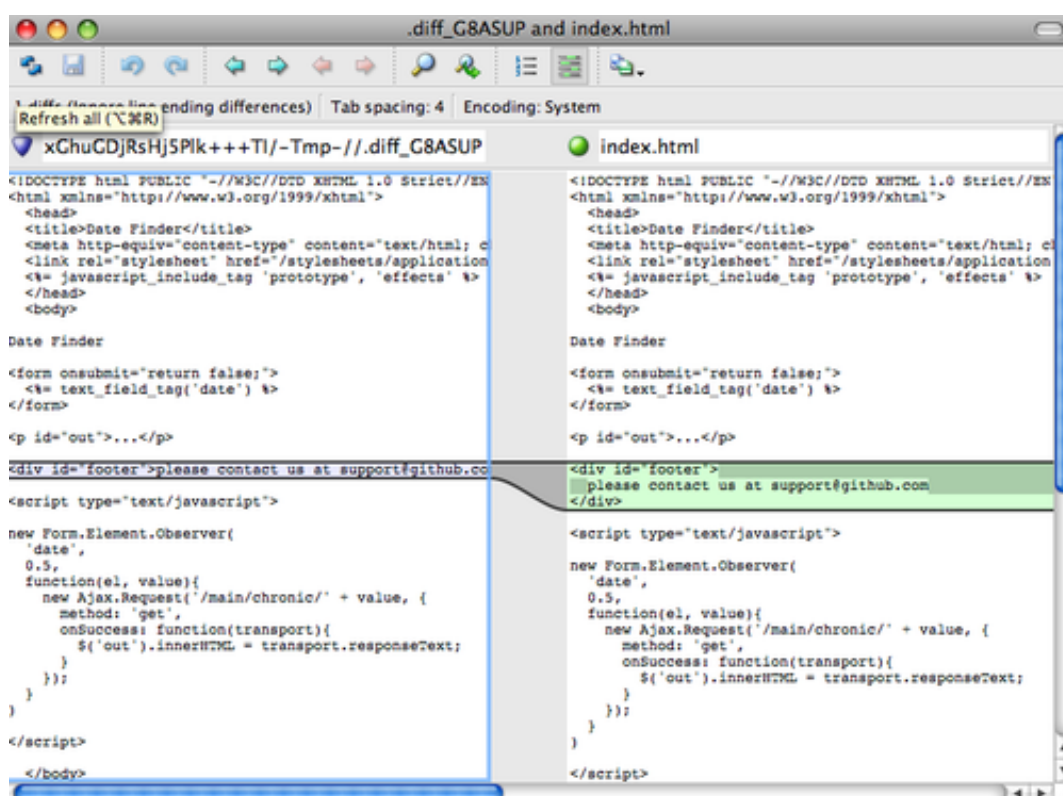 .diff_G8ASUP and index.html
1 diffs (Ignore line ending differences) Tab spacing: 4 Encoding: System
Refresh all (⌥⌘R)
xGhuGDjRsHj5Plk+++TI/-Tmp-//.diff_G8ASUP
<!DOCTYPE html PUBLIC "-//W3C//DTD XHTML 1.0 Strict//EN
<html xmlns="http://www.w3.org/1999/xhtml">
<head>
<title>Date Finder</title>
<meta http-equiv="content-type" content="text/html; c
<link rel="stylesheet" href="/stylesheets/application
<%= javascript_include_tag 'prototype', 'effects' %>
</head>
<body>
Date Finder
<form onsubmit="return false;">
<%= text_field_tag('date') %>
</form>
<p id="out">...</p>
<div id="footer">please contact us at support@github.co
<script type="text/javascript">
new Form.Element.Observer(
'date',
0.5,
function(el, value){
new Ajax.Request('/main/chronic/' + value, {
method: 'get',
onSuccess: function(transport){
$('out').innerHTML = transport.responseText;
}
});
}
)
</script>
</body>
index.html
<!DOCTYPE html PUBLIC "-//W3C//DTD XHTML 1.0 Strict//EN
<html xmlns="http://www.w3.org/1999/xhtml">
<head>
<title>Date Finder</title>
<meta http-equiv="content-type" content="text/html; c
<link rel="stylesheet" href="/stylesheets/application
<%= javascript_include_tag 'prototype', 'effects' %>
</head>
<body>
Date Finder
<form onsubmit="return false;">
<%= text_field_tag('date') %>
</form>
<p id="out">...</p>
<div id="footer">
please contact us at support@github.com
</div>
<script type="text/javascript">
new Form.Element.Observer(
'date',
0.5,
function(el, value){
new Ajax.Request('/main/chronic/' + value, {
method: 'get',
onSuccess: function(transport){
$('out').innerHTML = transport.responseText;
}
});
}
)
</script>